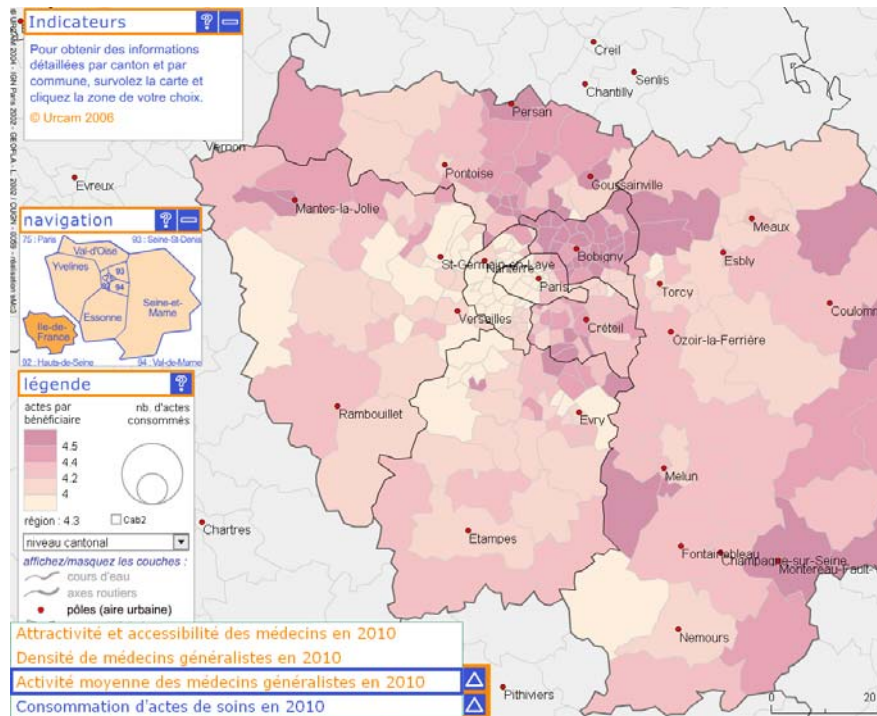 Indicateurs
?
Pour obtenir des informations
détaillées par canton et par
commune, survolez la carte et
cliquez la zone de votre choix.
© Urcam 2006
navigation
?
75 : Paris
93 : Seine-St-Denis
Val-d'Oise
Yvelines
93
75
92
94
Seine-et-
Marne
Essonne
Ile-de-
France
92 : Hauts-de-Seine
94 : Val-de-Marne
légende
?
actes par
bénéficiaire
nb. d'actes
consommés
4.5
4.4
4.2
4
région : 4.3
Cab2
niveau cantonal
affichez/masquez les couches :
cours d'eau
axes routiers
pôles (aire urbaine)
Attractivité et accessibilité des médecins en 2010
Densité de médecins généralistes en 2010
Activité moyenne des médecins généralistes en 2010
Consommation d'actes de soins en 2010
Creil
Senlis
Chantilly
Persan
Vernon
Evreux
Pontoise
Goussainville
Mantes-la-Jolie
Meaux
Bobigny
Esbly
St-Germain-en-Laye
Nanterre
Paris
Torcy
Coulomm
Versailles
Créteil
Ozoir-la-Ferrière
Rambouillet
Evry
Melun
Chartres
Etampes
Fontainebleau
Champagne-sur-Seine
Montereau-Fault-Y
Nemours
Pithiviers
0
20